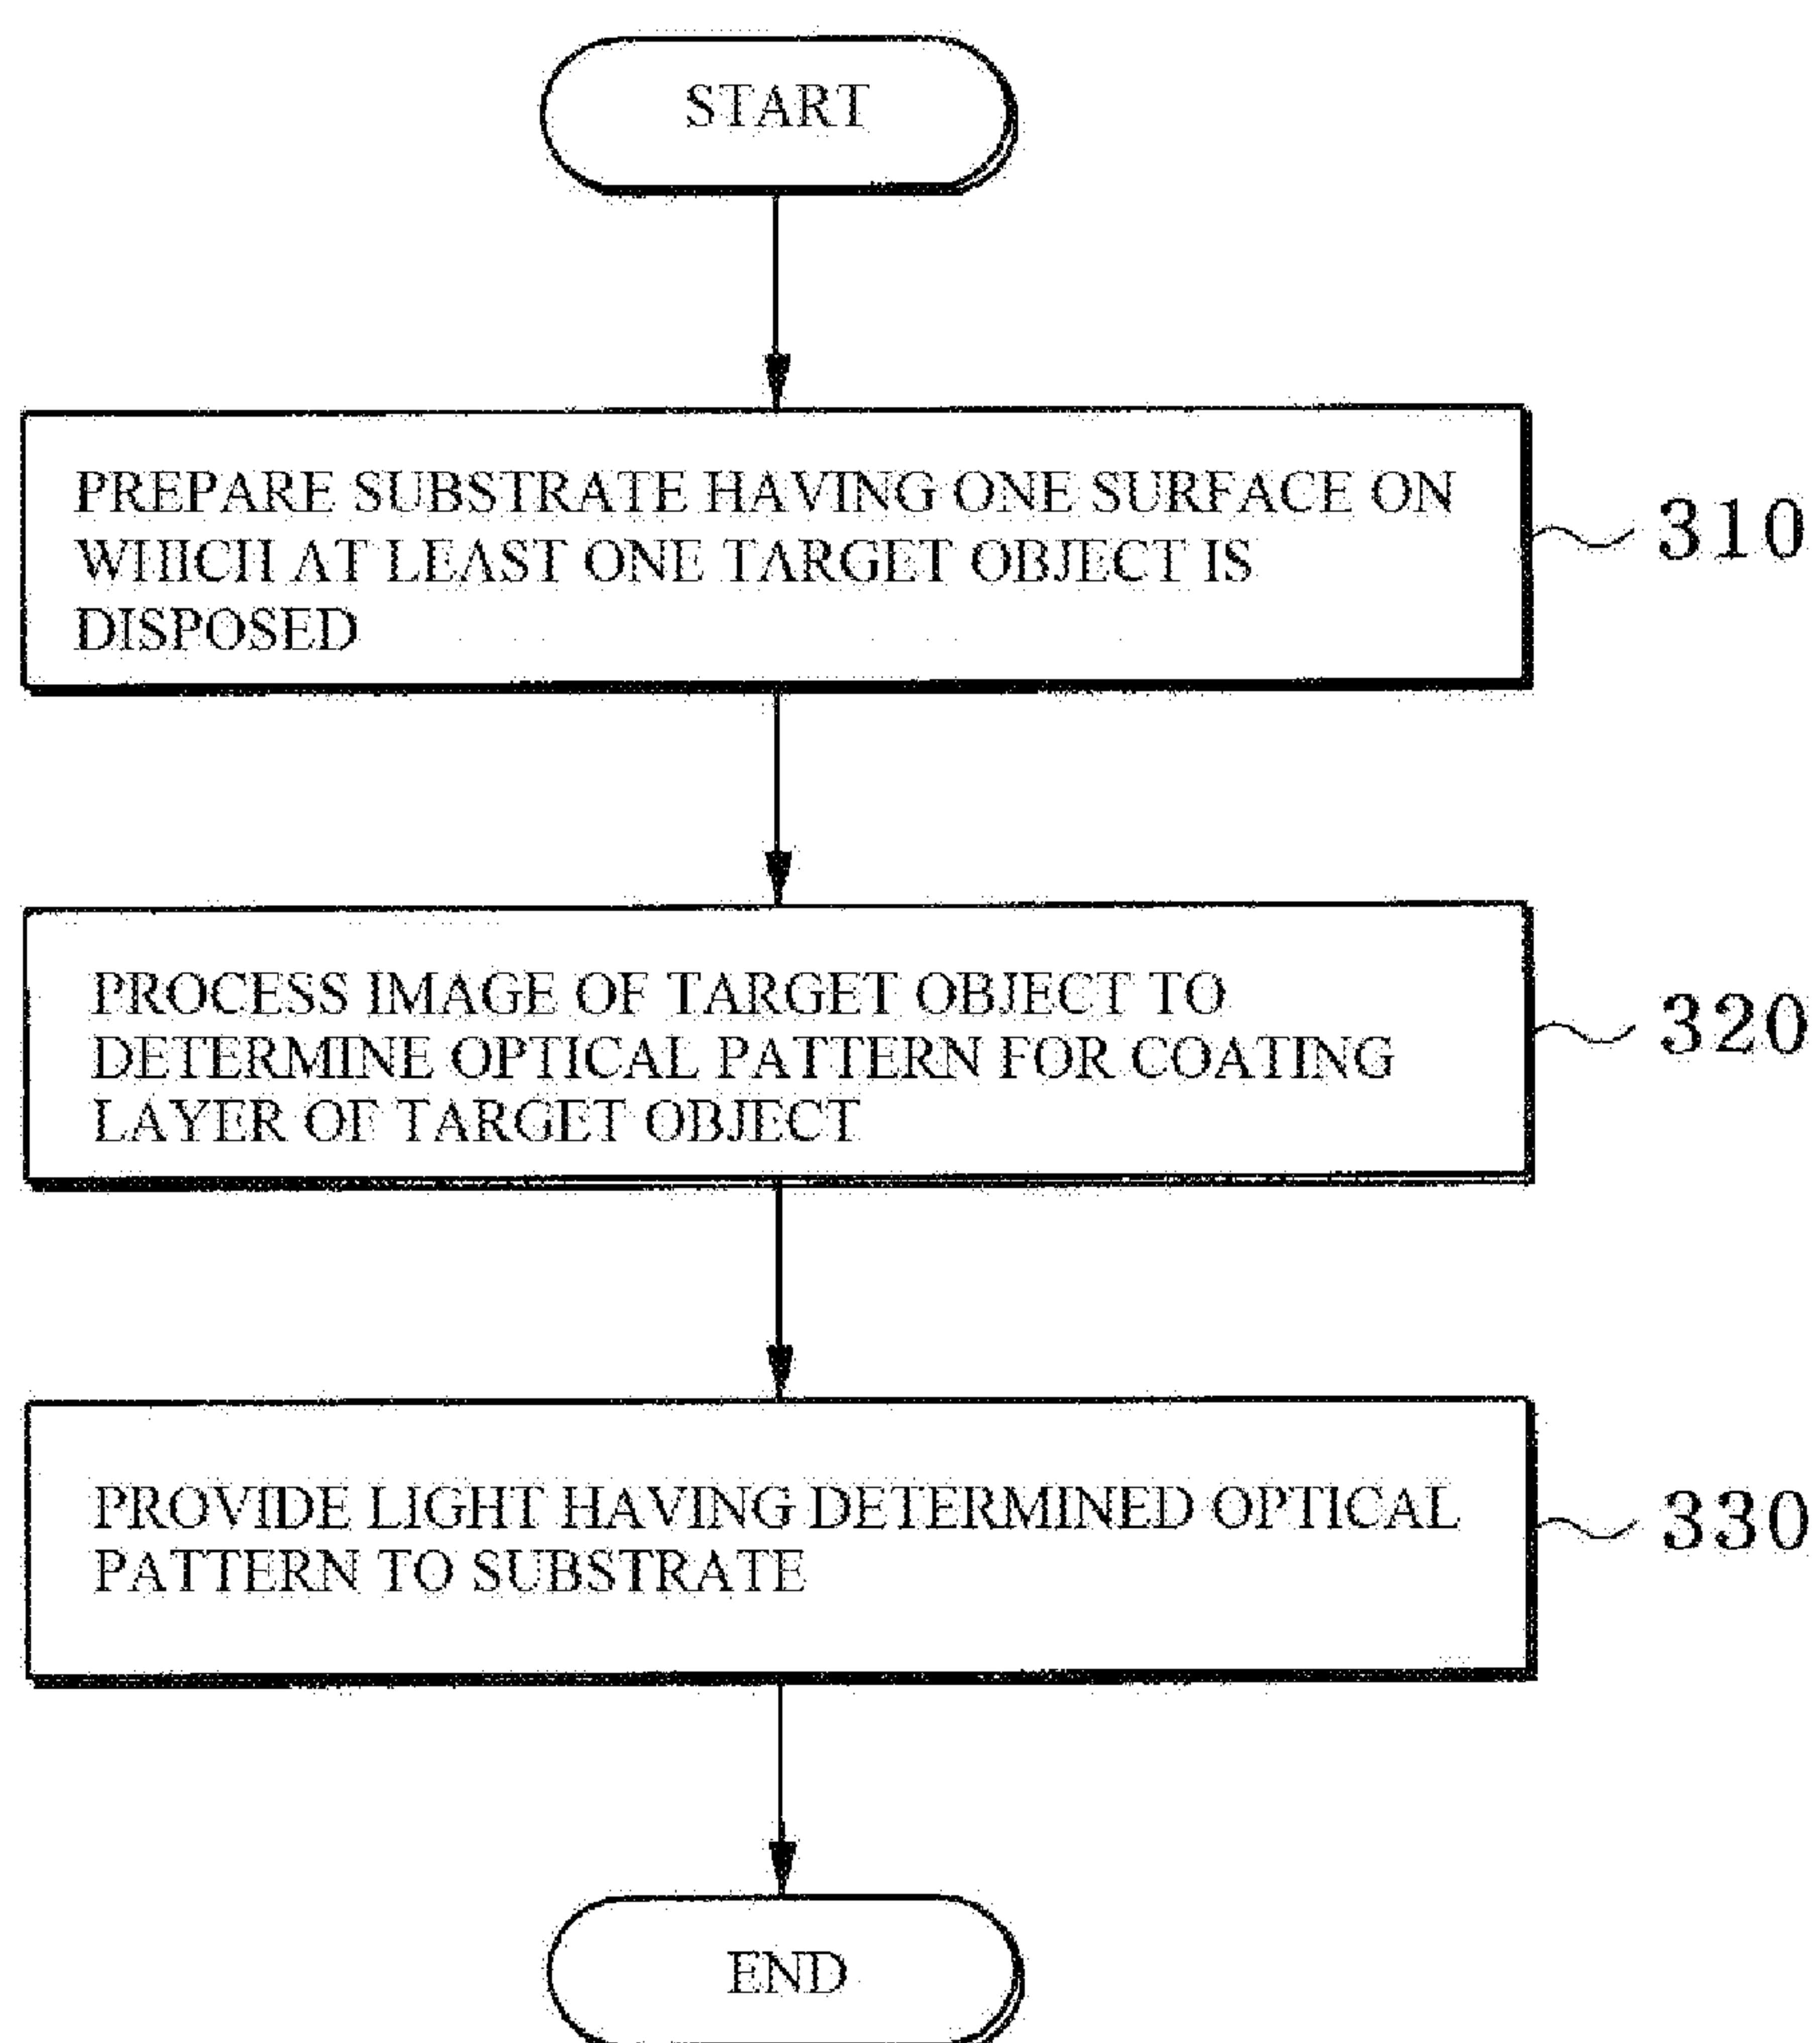 START
PREPARE SUBSTRATE HAVING ONE SURFACE ON
WHICH AT LEAST ONE TARGET OBJECT IS
DISPOSED
310
PROCESS IMAGE OF TARGET OBJECT TO
DETERMINE OPTICAL PATTERN FOR COATING
LAYER OF TARGET OBJECT
320
PROVIDE LIGHT HAVING DETERMINED OPTICAL
PATTERN TO SUBSTRATE
330
END